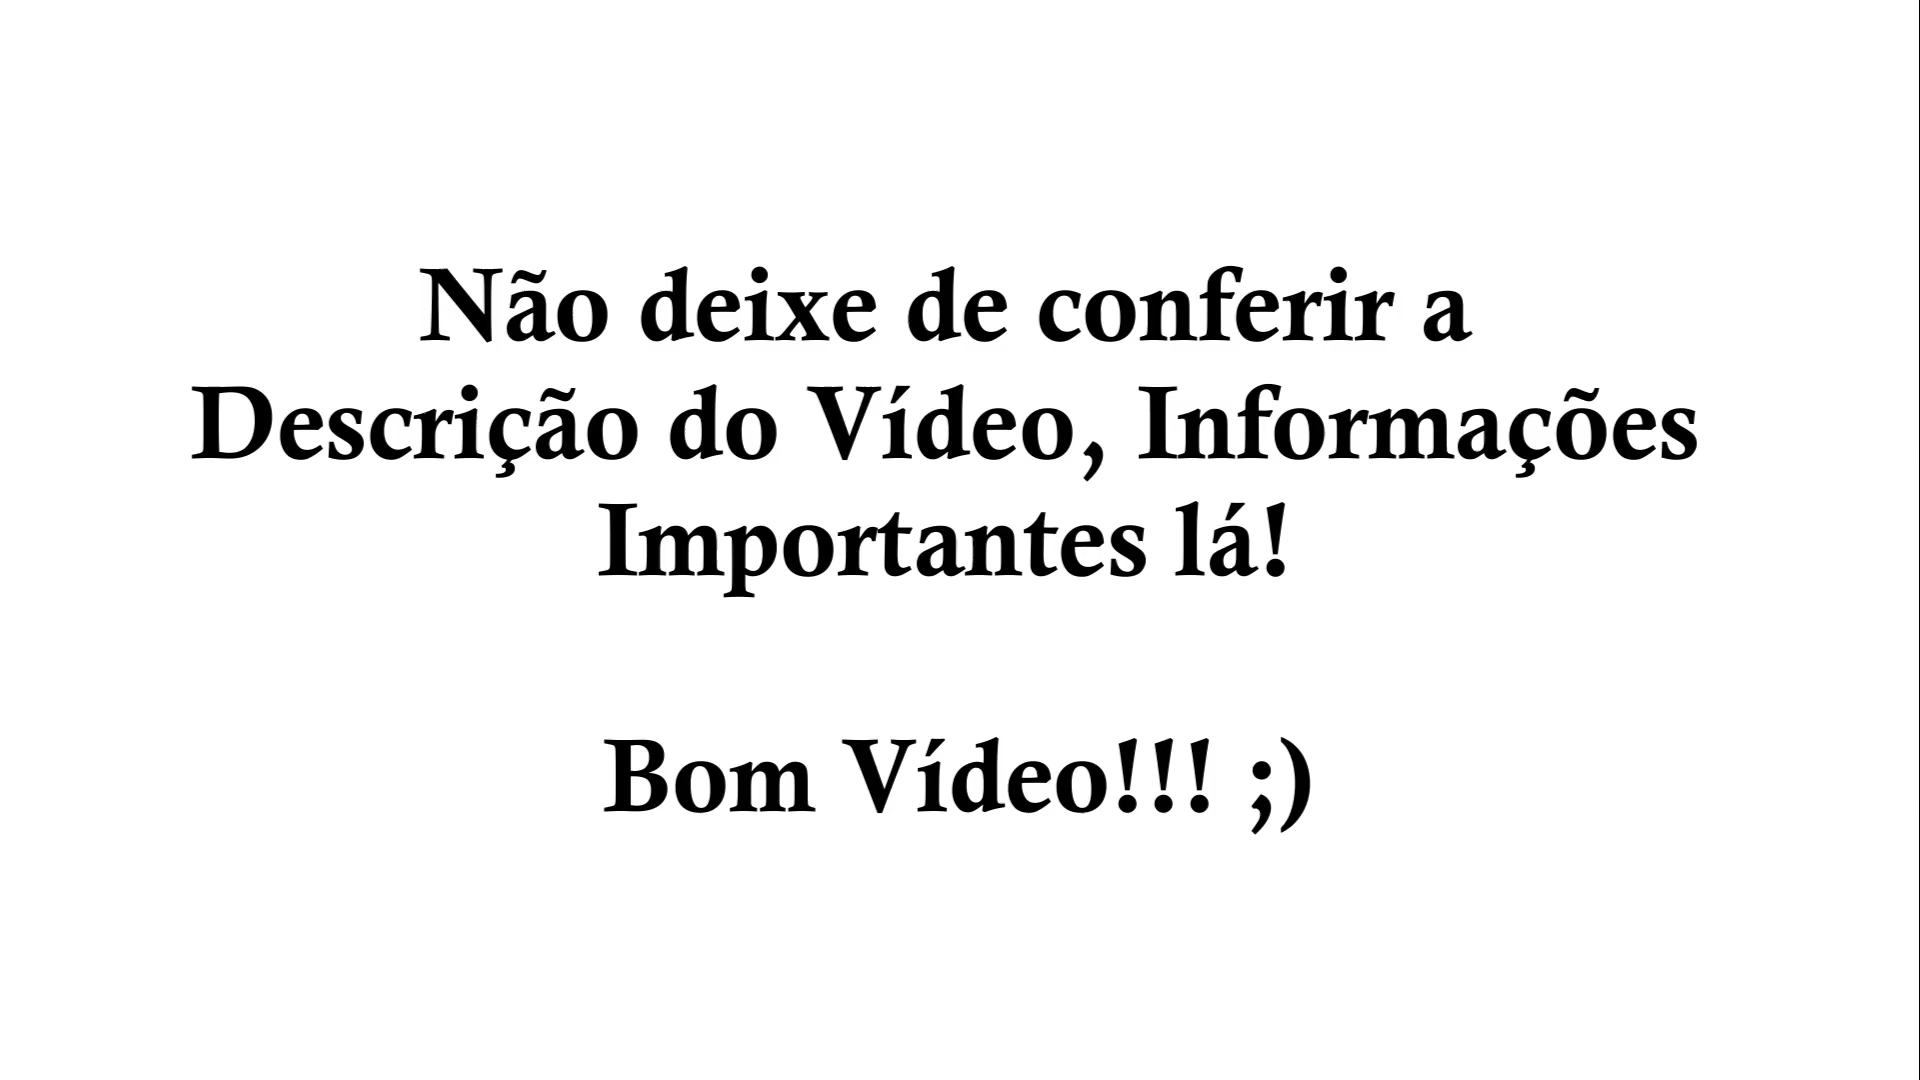 Não deixe de conferir a
Descrição do Vídeo, Informações
Importantes lá!
Bom Vídeo!!! ;)